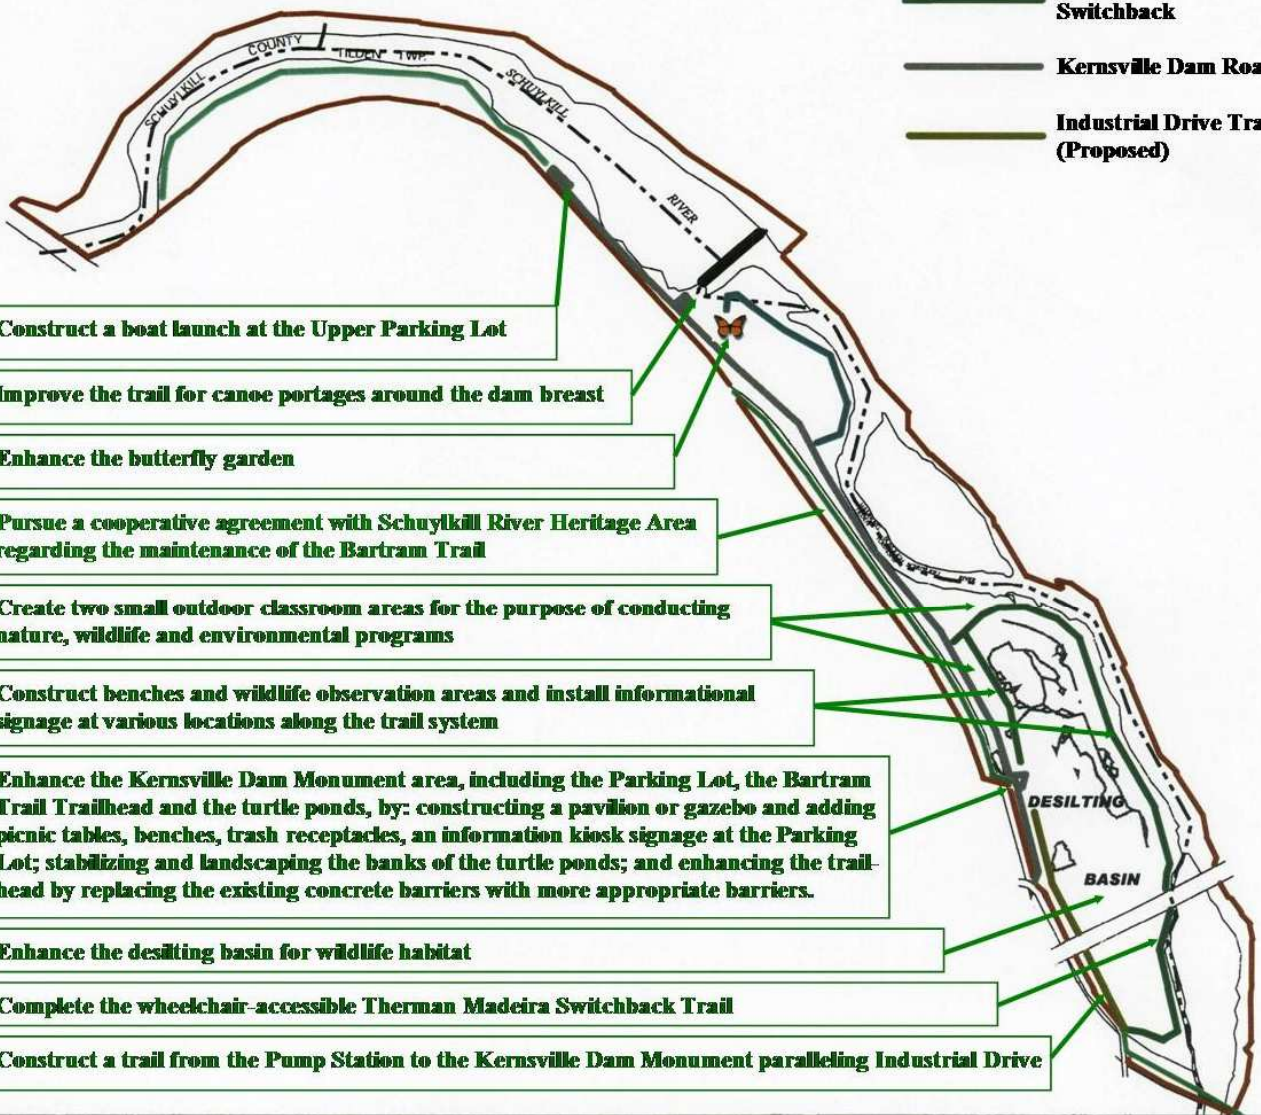 Switchback
Kernsville Dam Roa
Industrial Drive Tra
(Proposed)
SCHUYLKILL
COUNTY
TILDEN TWP.
SCHUYLKILL
RIVER
Construct a boat launch at the Upper Parking Lot
Improve the trail for canoe portages around the dam breast
Enhance the butterfly garden
Pursue a cooperative agreement with Schuylkill River Heritage Area
regarding the maintenance of the Bartram Trail
Create two small outdoor classroom areas for the purpose of conducting
nature, wildlife and environmental programs
Construct benches and wildlife observation areas and install informational
signage at various locations along the trail system
Enhance the Kernsville Dam Monument area, including the Parking Lot, the Bartram
Trail Trailhead and the turtle ponds, by: constructing a pavilion or gazebo and adding
picnic tables, benches, trash receptacles, an information kiosk signage at the Parking
Lot; stabilizing and landscaping the banks of the turtle ponds; and enhancing the trail-
head by replacing the existing concrete barriers with more appropriate barriers.
DESILTING
BASIN
Enhance the desilting basin for wildlife habitat
Complete the wheelchair-accessible Therman Madeira Switchback Trail
Construct a trail from the Pump Station to the Kernsville Dam Monument paralleling Industrial Drive